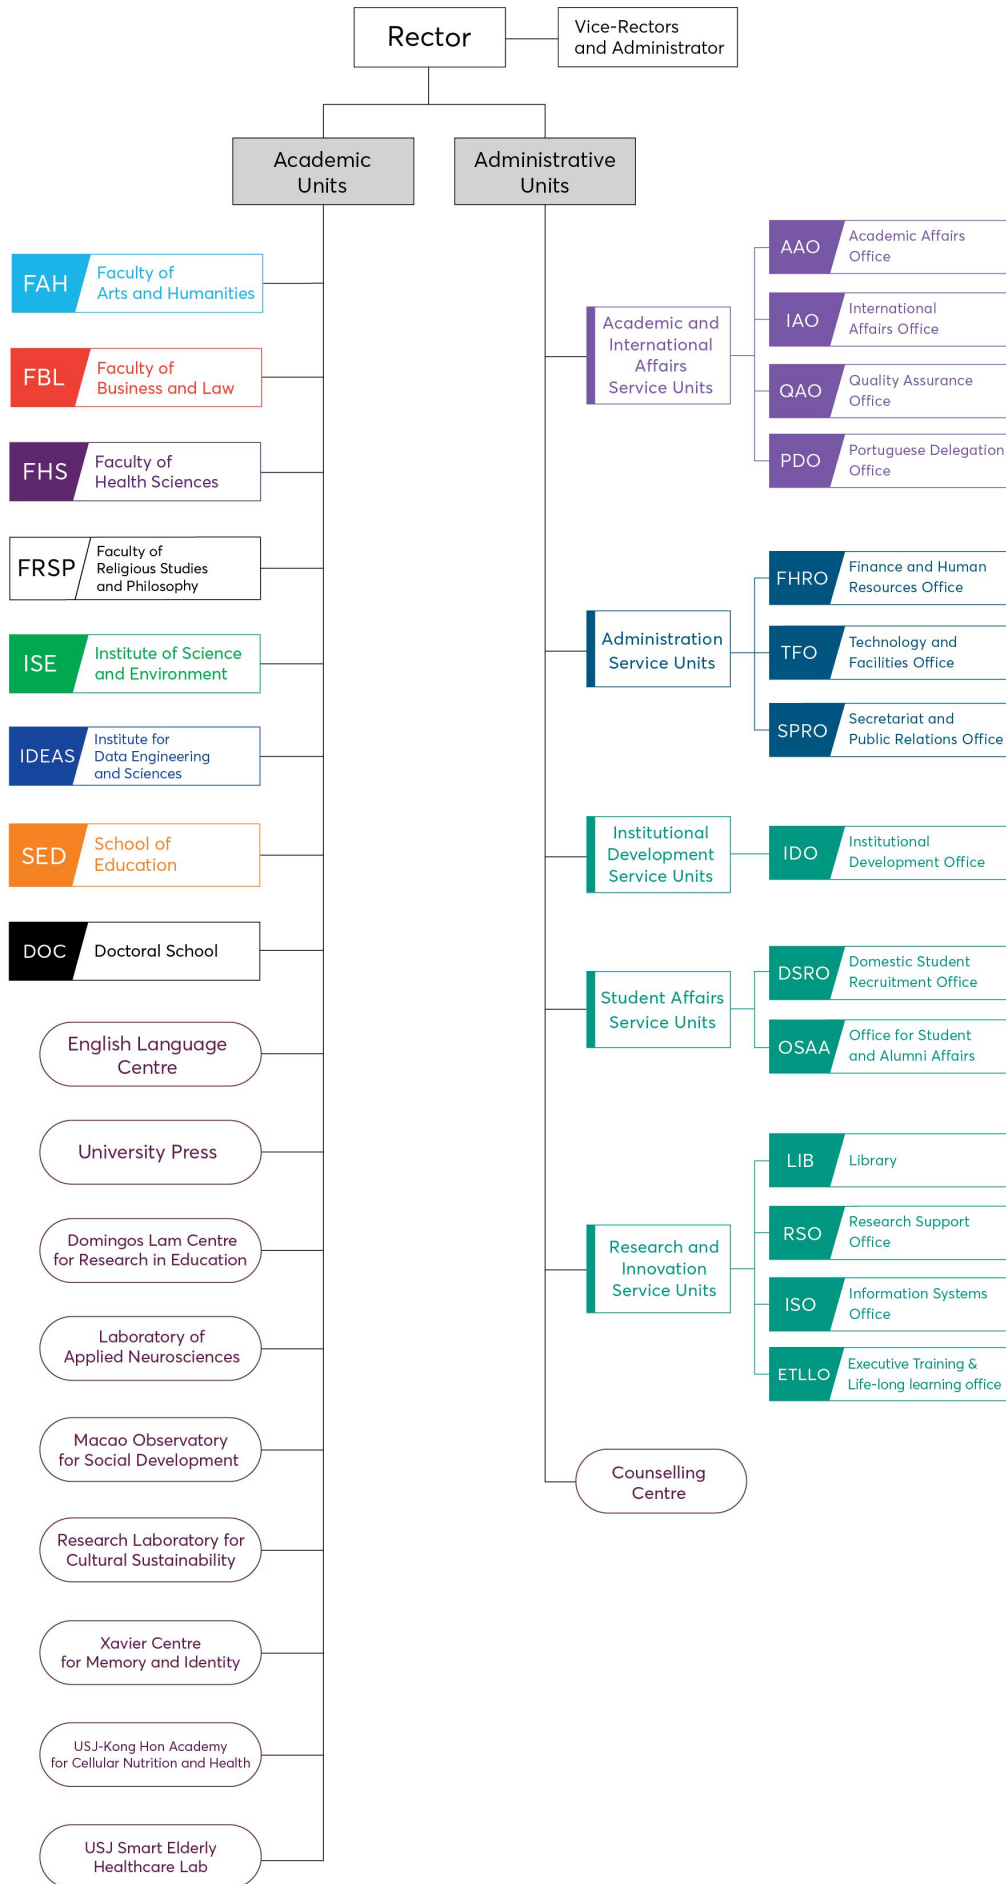 Rector
Vice-Rectors
and Administrator
Academic
Units
Administrative
Units
FAH
Faculty of
Arts and Humanities
FBL
Faculty of
Business and Law
FHS
Faculty of
Health Sciences
FRSP
Faculty of
Religious Studies
and Philosophy
ISE
Institute of Science
and Environment
IDEAS
Institute for
Data Engineering
and Sciences
SED
School of
Education
DOC
Doctoral School
English Language
Centre
University Press
Domingos Lam Centre
for Research in Education
Laboratory of
Applied Neurosciences
Macao Observatory
for Social Development
Research Laboratory for
Cultural Sustainability
Xavier Centre
for Memory and Identity
USJ-Kong Hon Academy
for Cellular Nutrition and Health
USJ Smart Elderly
Healthcare Lab
Academic and
International
Affairs
Service Units
AAO
Academic Affairs
Office
IAO
International
Affairs Office
QAO
Quality Assurance
Office
PDO
Portuguese Delegation
Office
Administration
Service Units
FHRO
Finance and Human
Resources Office
TFO
Technology and
Facilities Office
SPRO
Secretariat and
Public Relations Office
Institutional
Development
Service Units
IDO
Institutional
Development Office
Student Affairs
Service Units
DSRO
Domestic Student
Recruitment Office
OSAA
Office for Student
and Alumni Affairs
Research and
Innovation
Service Units
LIB
Library
RSO
Research Support
Office
ISO
Information Systems
Office
ETLLO
Executive Training &
Life-long learning office
Counselling
Centre